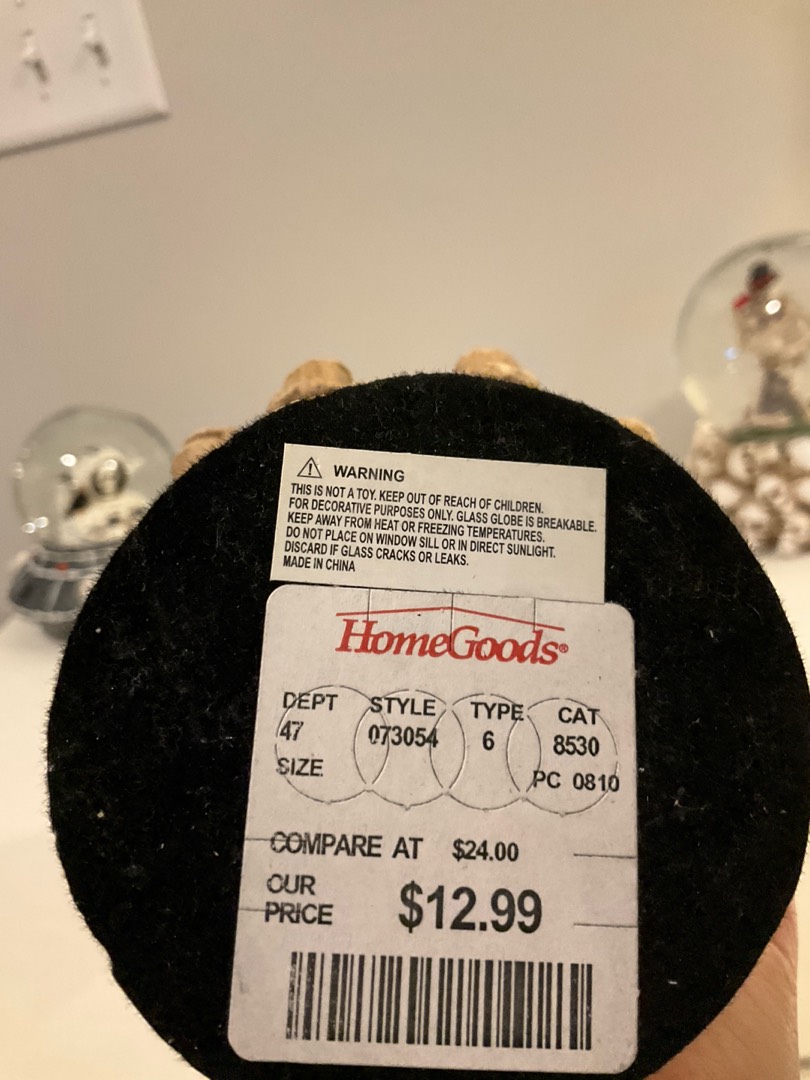 WARNING
THIS IS NOT A TOY. KEEP OUT OF REACH OF CHILDREN.
FOR DECORATIVE PURPOSES ONLY. GLASS GLOBE IS BREAKABLE.
KEEP AWAY FROM HEAT OR FREEZING TEMPERATURES.
DO NOT PLACE ON WINDOW SILL OR IN DIRECT SUNLIGHT.
DISCARD IF GLASS CRACKS OR LEAKS.
MADE IN CHINA
HomeGoods®
DEPT STYLE TYPE CAT
47 073054 6 8530
SIZE PC 0810
COMPARE AT $24.00
OUR
PRICE $12.99